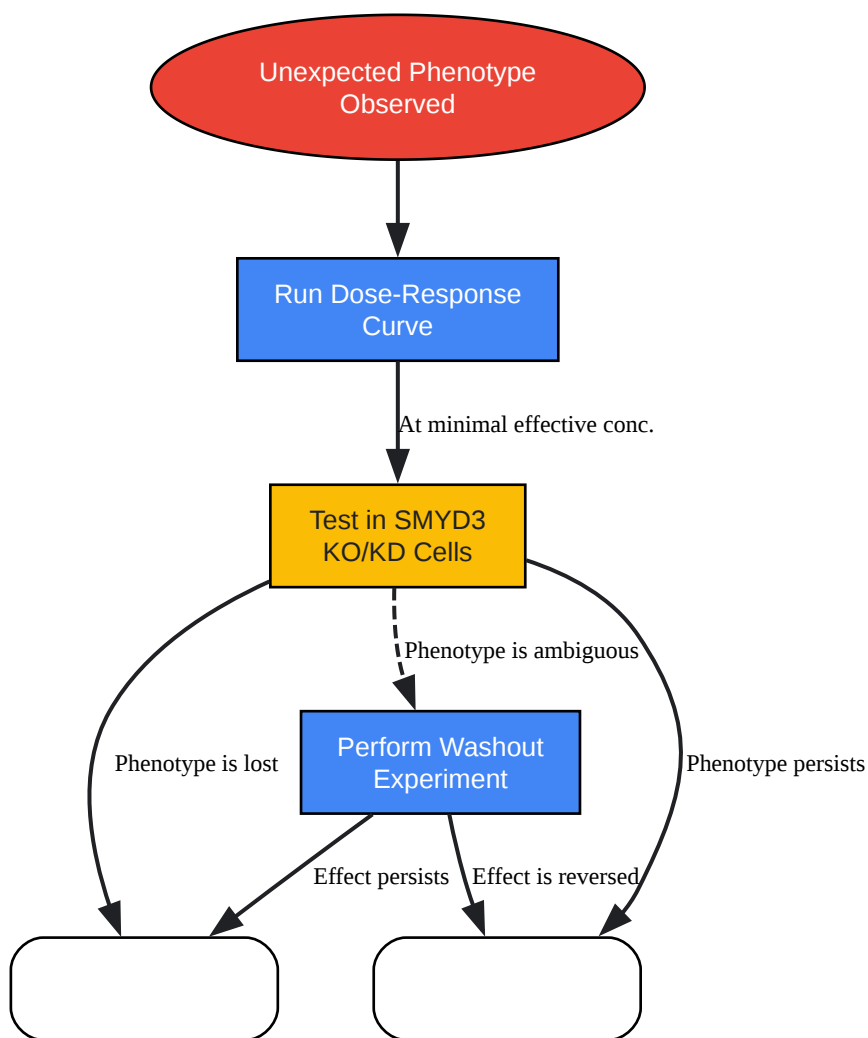 Unexpected Phenotype
Observed
Run Dose-Response
Curve
At minimal effective conc.
Test in SMYD3
KO/KD Cells
Phenotype is ambiguous
Perform Washout
Experiment
Phenotype is lost
Phenotype persists
Effect persists
Effect is reversed